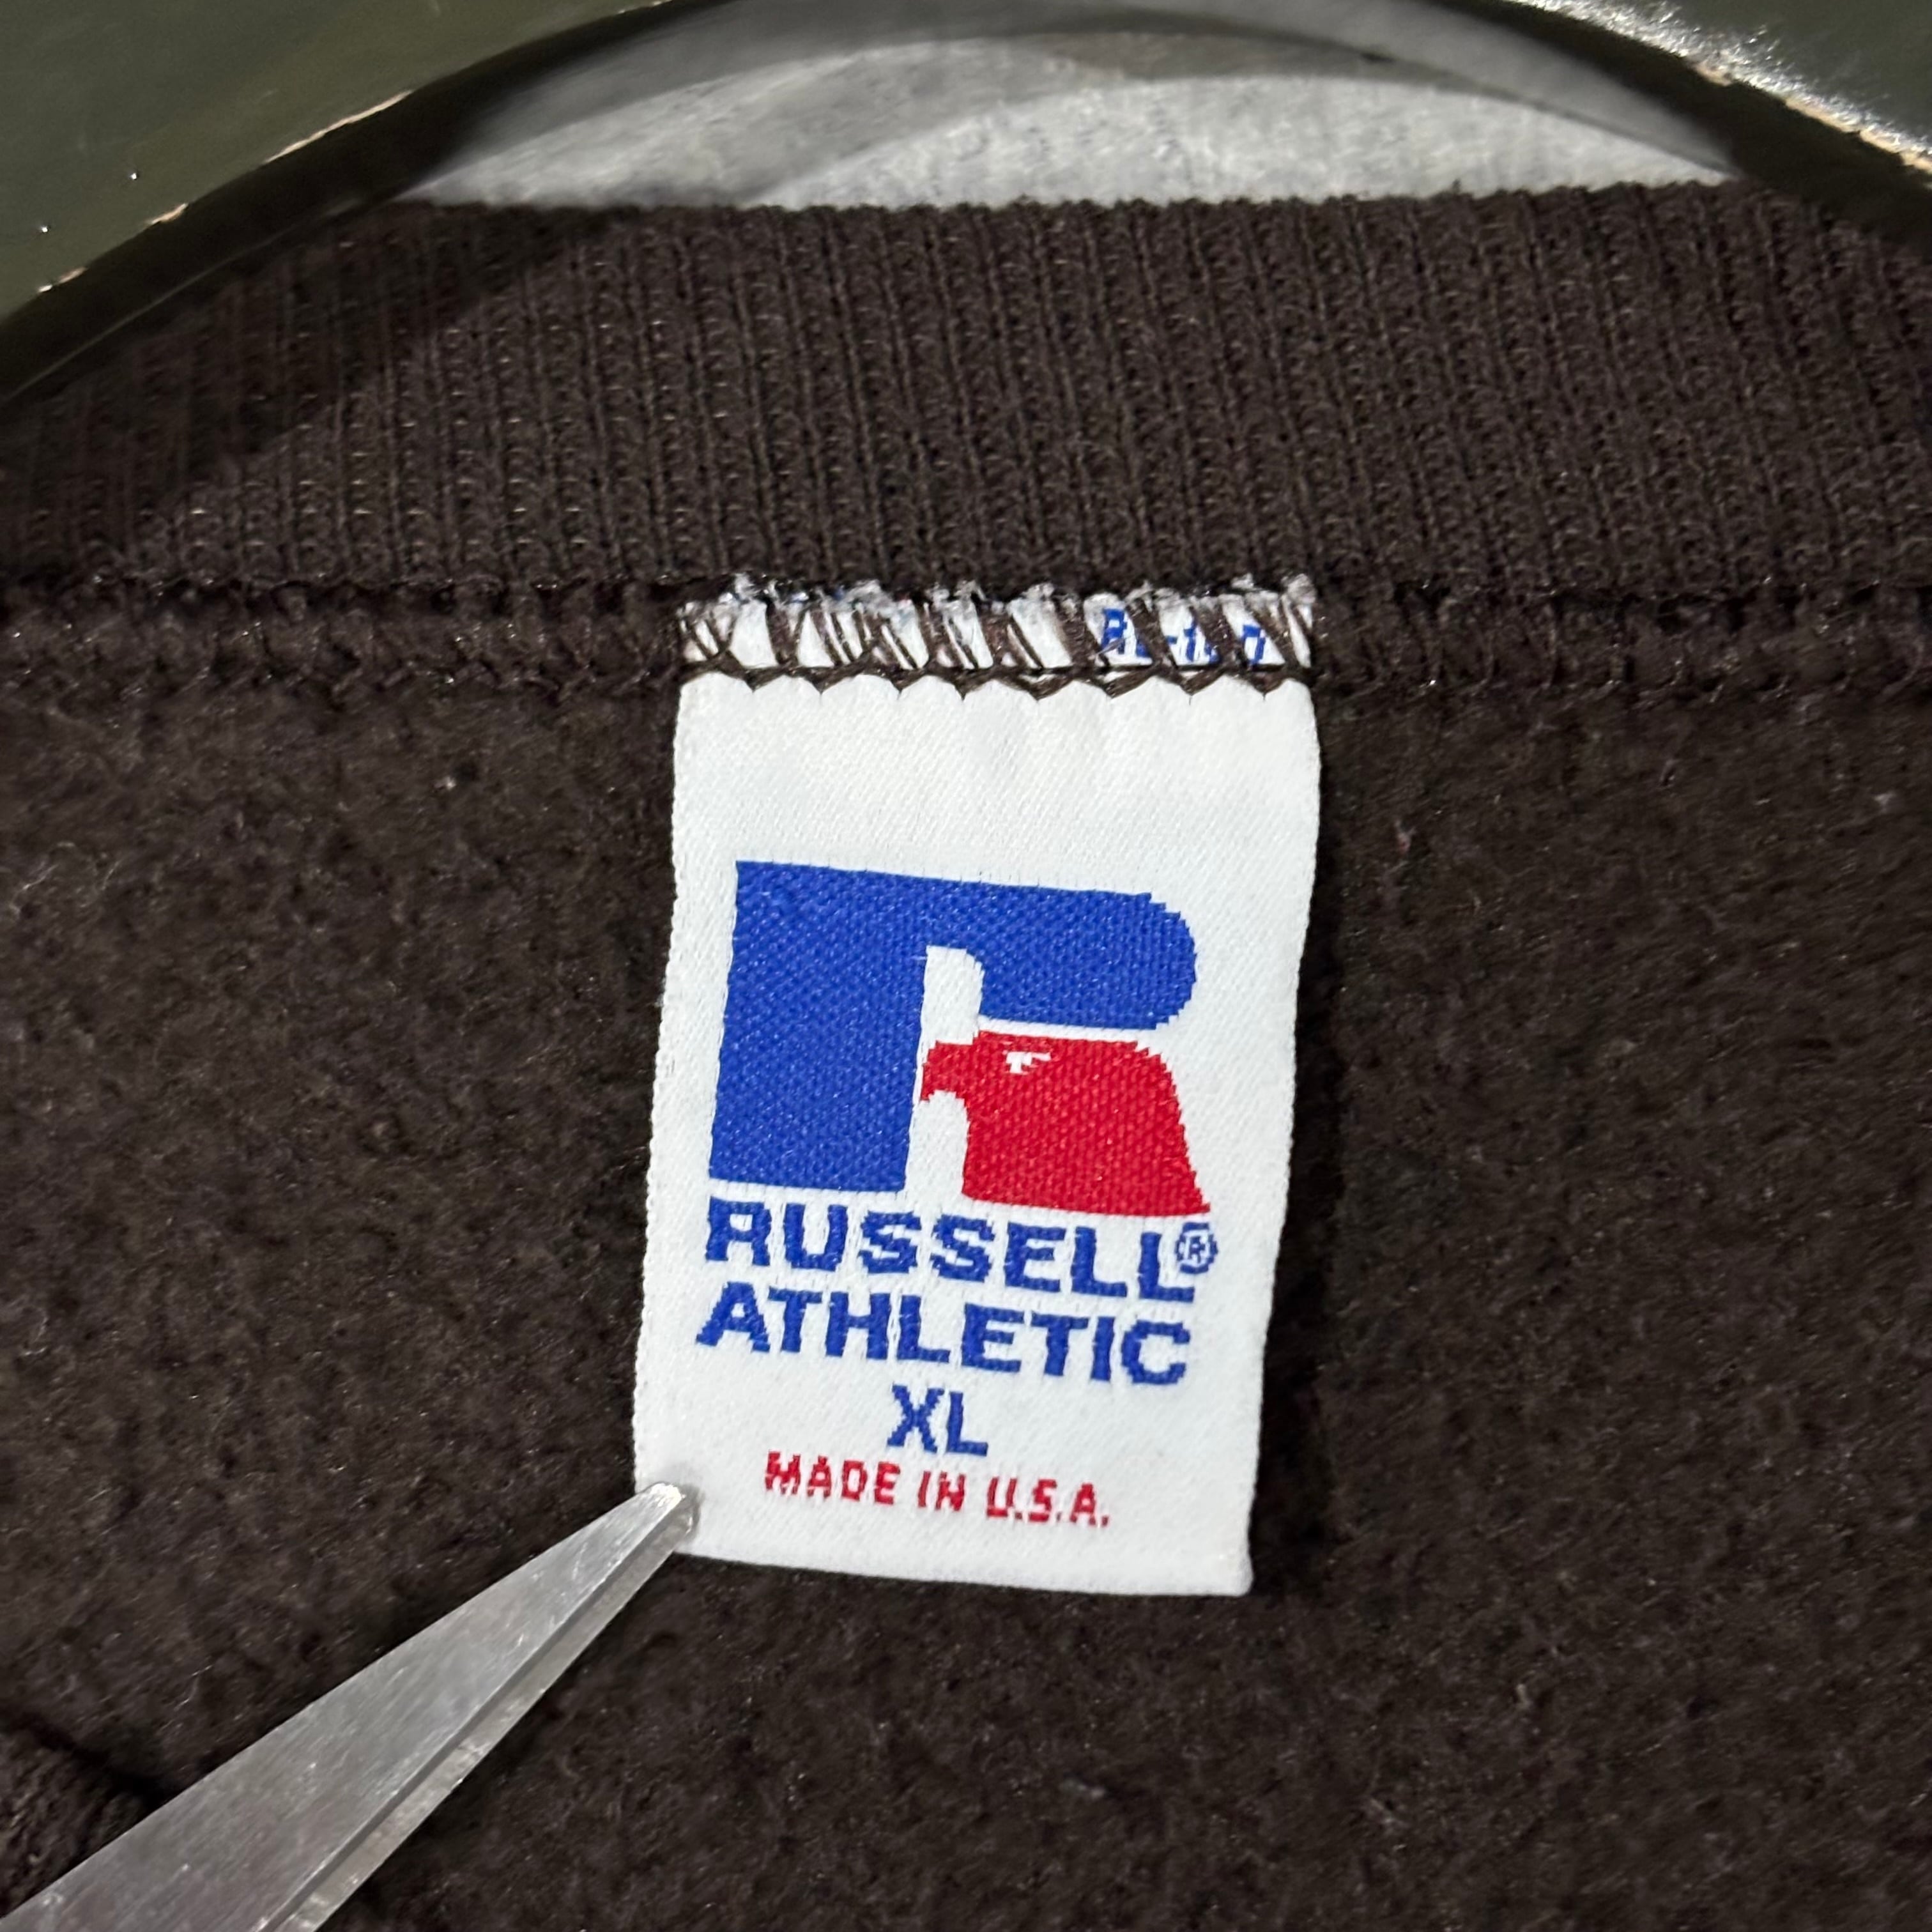 RUSSELL®
ATHLETIC
XL
MADE IN U.S.A.